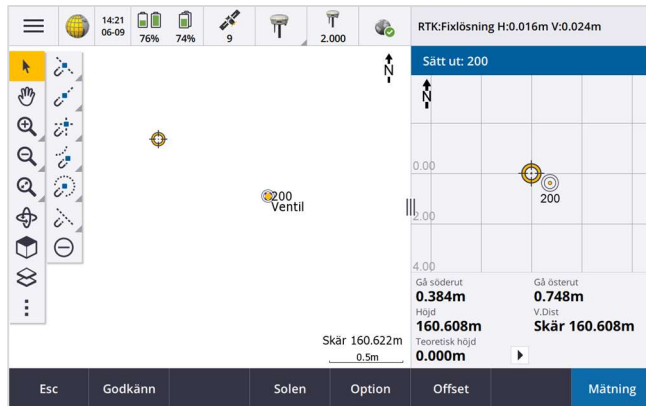 14:21
06-09
76%
74%
9
2.000
RTK:Fixlösning H:0.016m V:0.024m
Sätt ut: 200
N
N
200
Ventil
0.00
200
2.00
4.00
Gå söderut
Gå österut
0.384m
0.748m
Höjd
V.Dist
160.608m
Skär 160.608m
Teoretisk höjd
0.000m
Skär 160.622m
0.5m
Esc
Godkänn
Solen
Option
Offset
Mätning